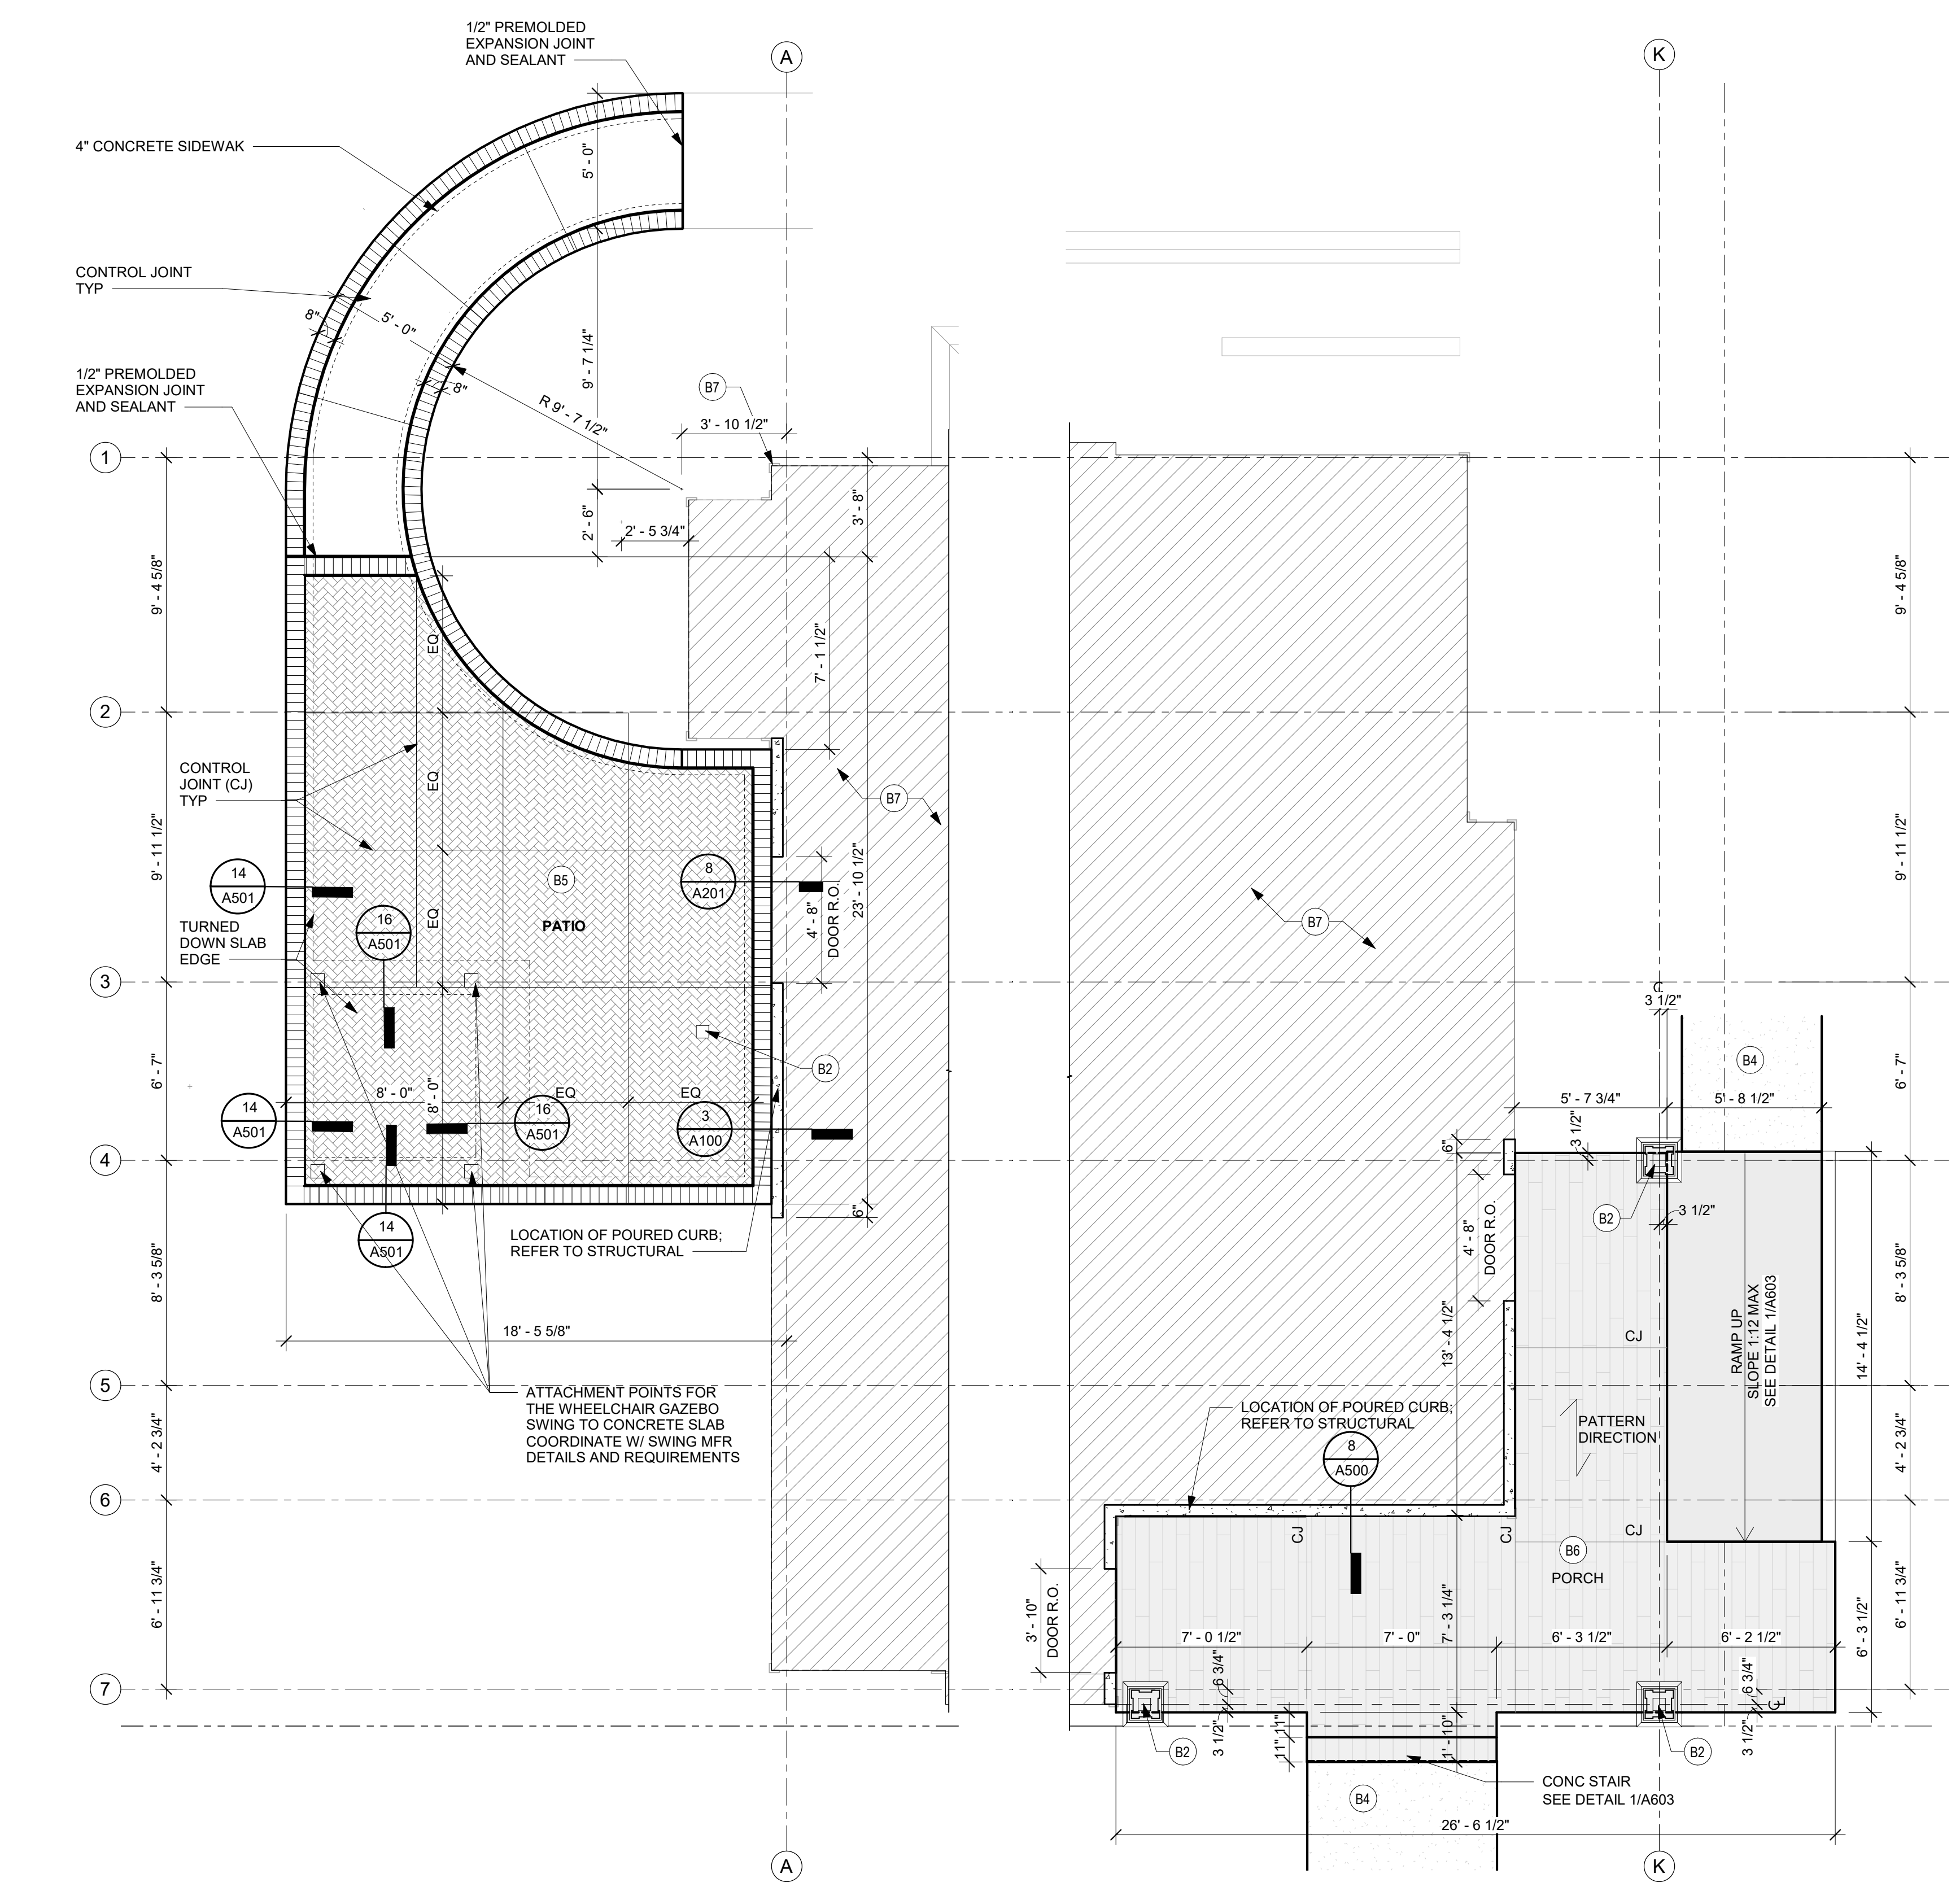 1/2" PREMOLDED
EXPANSION JOINT
AND SEALANT
A
K
4" CONCRETE SIDEWAK
5' - 0"
CONTROL JOINT
TYP
8"
5' - 0"
9' - 7 1/4"
8"
R 9' - 7 1/2"
1/2" PREMOLDED
EXPANSION JOINT
AND SEALANT
B7
3' - 10 1/2"
1
2' - 6"
2' - 5 3/4"
3' - 8"
9' - 4 5/8"
9' - 4 5/8"
EQ
7' - 1 1/2"
2
CONTROL
JOINT (CJ)
TYP
EQ
B7
9' - 11 1/2"
14
A501
B5
8
A201
23' - 10 1/2"
9' - 11 1/2"
16
A501
EQ
PATIO
4' - 8"
DOOR R.O.
B7
TURNED
DOWN SLAB
EDGE
3
℄
3 1/2"
6' - 7"
B2
B4
6' - 7"
8' - 0"
8' - 0"
EQ
EQ
5' - 7 3/4"
5' - 8 1/2"
14
A501
16
A501
3
A100
3 1/2"
6"
4
6"
B2
3 1/2"
14
A501
LOCATION OF POURED CURB;
REFER TO STRUCTURAL
4' - 8"
DOOR R.O.
8' - 3 5/8"
8' - 3 5/8"
18' - 5 5/8"
13' - 4 1/2"
CJ
RAMP UP
SLOPE 1:12 MAX
SEE DETAIL 1/A603
14' - 4 1/2"
5
ATTACHMENT POINTS FOR
THE WHEELCHAIR GAZEBO
SWING TO CONCRETE SLAB
COORDINATE W/ SWING MFR
DETAILS AND REQUIREMENTS
LOCATION OF POURED CURB;
REFER TO STRUCTURAL
PATTERN
DIRECTION
4' - 2 3/4"
4' - 2 3/4"
8
A500
6
CJ
CJ
CJ
B6
PORCH
6' - 11 3/4"
3' - 10"
DOOR R.O.
7' - 3 1/4"
6' - 11 3/4"
6' - 3 1/2"
7' - 0 1/2"
7' - 0"
6' - 3 1/2"
6' - 2 1/2"
7
6 3/4"
6 3/4"
℄
3 1/2"
3 1/2"
B2
11"
11"
1' - 10"
B2
CONC STAIR
SEE DETAIL 1/A603
B4
26' - 6 1/2"
A
K